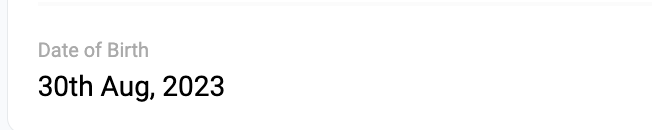 Date of Birth
30th Aug, 2023